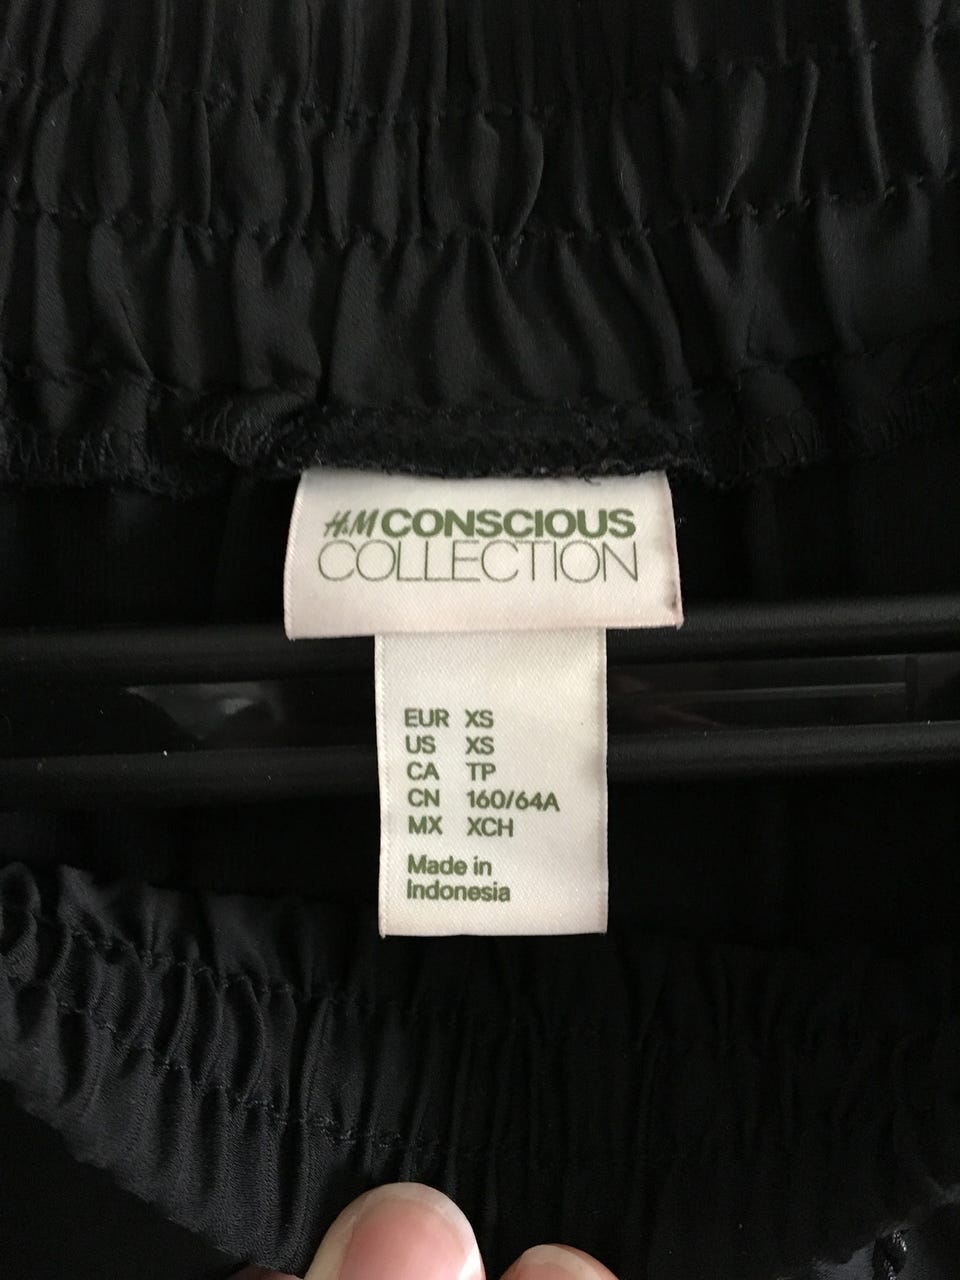 H&M CONSCIOUS
COLLECTION
EUR XS
US XS
CA TP
CN 160/64A
MX XCH
Made in
Indonesia